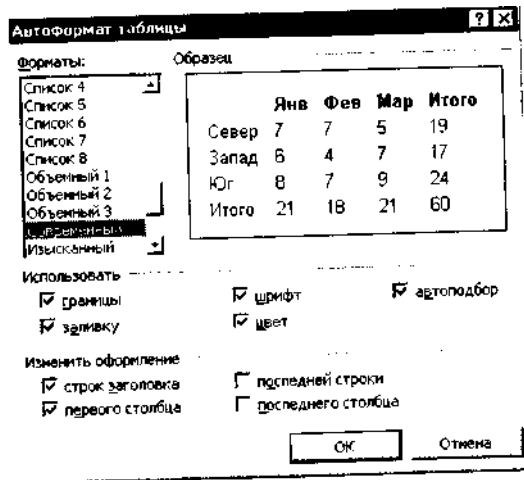 Автоформат таблицы
Форматы:
Список 4
Список 5
Список 6
Список 7
Список 8
Объемный 1
Объемный 2
Объемный 3
Современный
Изысканный
Образец
Янв Фев Мар Итого
Север 7 7 5 19
Запад 6 4 7 17
Юг 8 7 9 24
Итого 21 18 21 60
Использовать
границы
шрифт
автоподбор
заливку
цвет
Изменить оформление
строк заголовка
последней строки
первого столбца
последнего столбца
ОК
Отмена